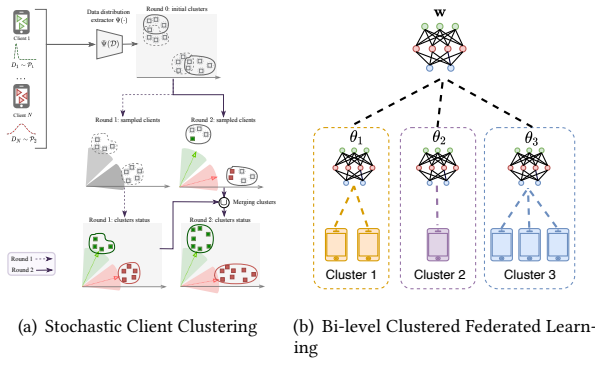 Client 1
D₁ ~ P₁
...
Client N
D_N ~ P₂
Data distribution
extractor Ψ(·)
Ψ(D)
Round 0: initial clusters
Round 1: sampled clients
Round 2: sampled clients
Merging clusters
Round 1: clusters status
Round 2: clusters status
Round 1
Round 2
(a) Stochastic Client Clustering
w
θ₁
θ₂
θ₃
Cluster 1
Cluster 2
Cluster 3
(b) Bi-level Clustered Federated Learn-
ing